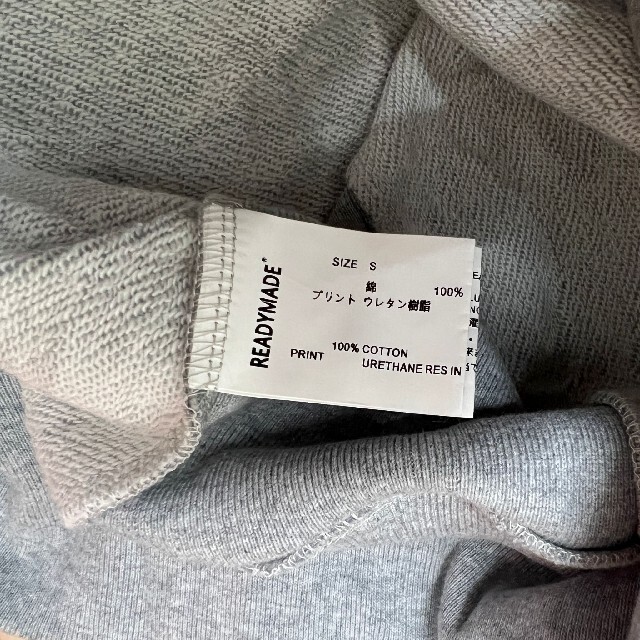 READYMADE®
SIZE S
綿 100%
プリント ウレタン樹脂
100% COTTON
PRINT URETHANE RESIN